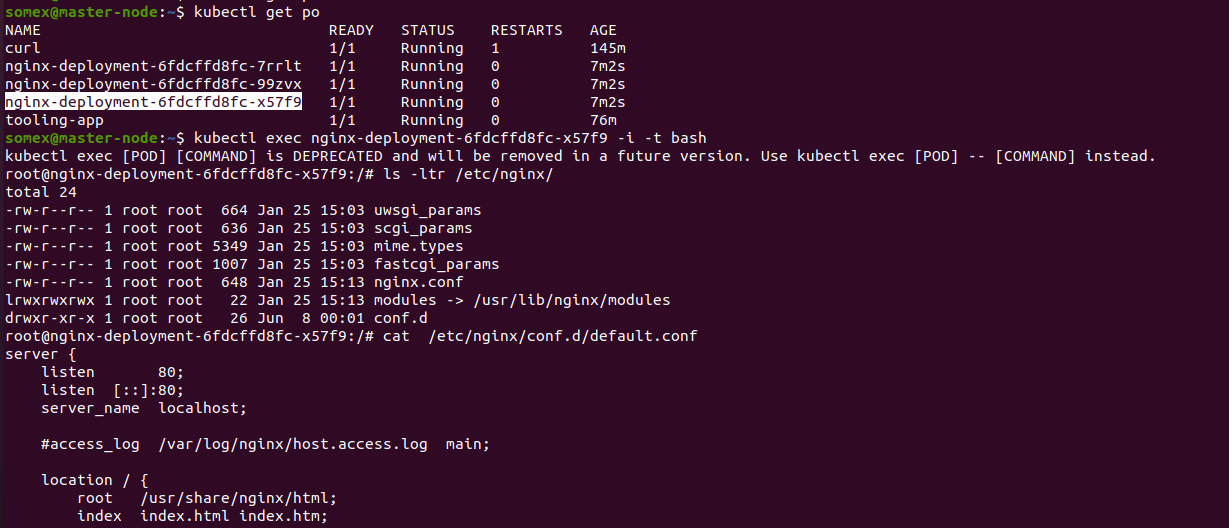 somex@master-node:~$ kubectl get po
NAME                                READY   STATUS    RESTARTS   AGE
curl                                1/1     Running   1          145m
nginx-deployment-6fdcffd8fc-7rrlt   1/1     Running   0          7m2s
nginx-deployment-6fdcffd8fc-99zvx   1/1     Running   0          7m2s
nginx-deployment-6fdcffd8fc-x57f9   1/1     Running   0          7m2s
tooling-app                         1/1     Running   0          76m
somex@master-node:~$ kubectl exec nginx-deployment-6fdcffd8fc-x57f9 -i -t bash
kubectl exec [POD] [COMMAND] is DEPRECATED and will be removed in a future version. Use kubectl exec [POD] -- [COMMAND] instead.
root@nginx-deployment-6fdcffd8fc-x57f9:/# ls -ltr /etc/nginx/
total 24
-rw-r--r-- 1 root root  664 Jan 25 15:03 uwsgi_params
-rw-r--r-- 1 root root  636 Jan 25 15:03 scgi_params
-rw-r--r-- 1 root root 5349 Jan 25 15:03 mime.types
-rw-r--r-- 1 root root 1007 Jan 25 15:03 fastcgi_params
-rw-r--r-- 1 root root  648 Jan 25 15:13 nginx.conf
lrwxrwxrwx 1 root root   22 Jan 25 15:13 modules -> /usr/lib/nginx/modules
drwxr-xr-x 1 root root   26 Jun  8 00:01 conf.d
root@nginx-deployment-6fdcffd8fc-x57f9:/# cat  /etc/nginx/conf.d/default.conf
server {
    listen       80;
    listen  [::]:80;
    server_name  localhost;
    #access_log  /var/log/nginx/host.access.log  main;
    location / {
        root   /usr/share/nginx/html;
        index  index.html index.htm;